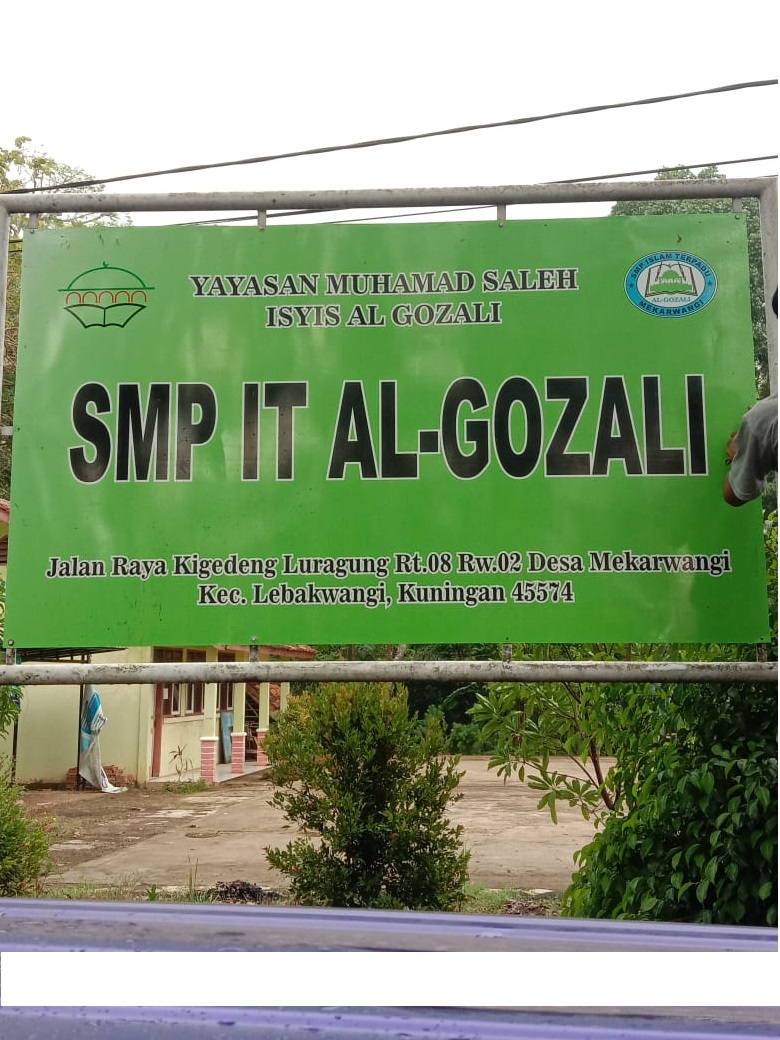 YAYASAN MUHAMAD SALEH
ISYIS AL GOZALI
SMP ISLAM TERPADU
AL-GOZALI
MEKARWANGI
SMP IT AL-GOZALI
Jalan Raya Kigedeng Luragung Rt.08 Rw.02 Desa Mekarwangi
Kec. Lebakwangi, Kuningan 45574